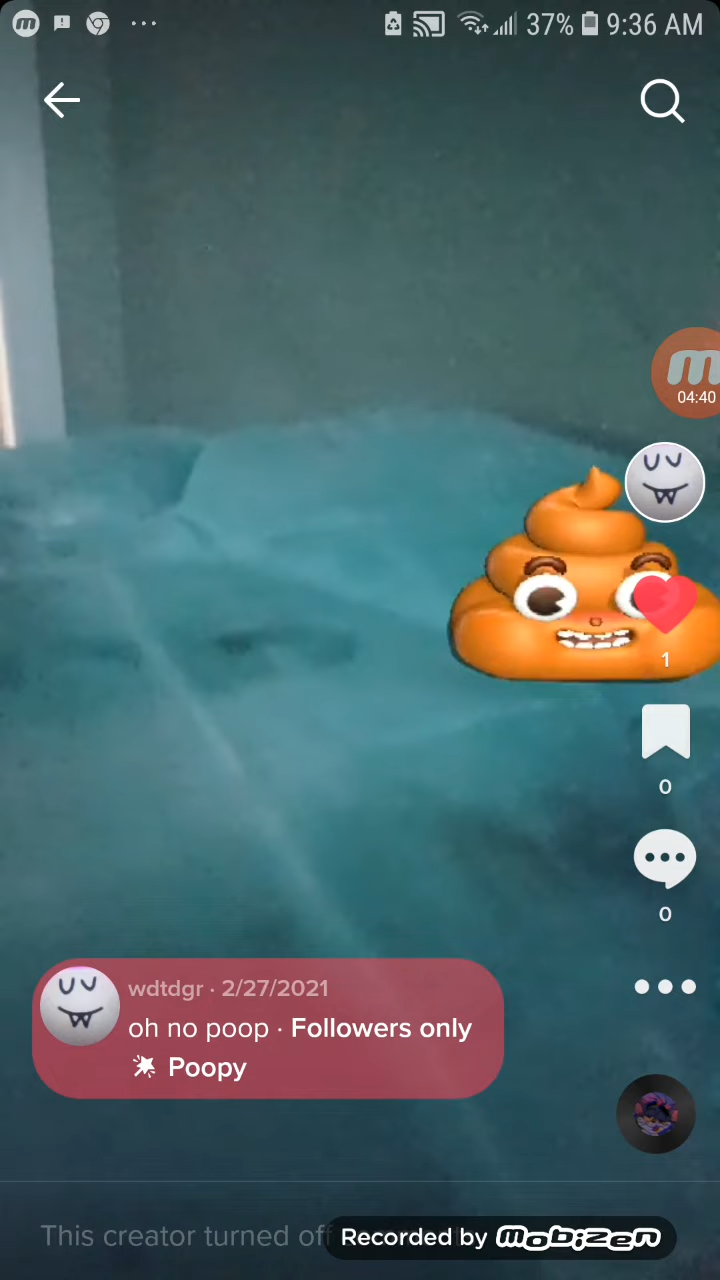 37% 9:36 AM
04:40
1
0
0
wdtdgr · 2/27/2021
oh no poop · Followers only
Poopy
This creator turned off
Recorded by mobizen